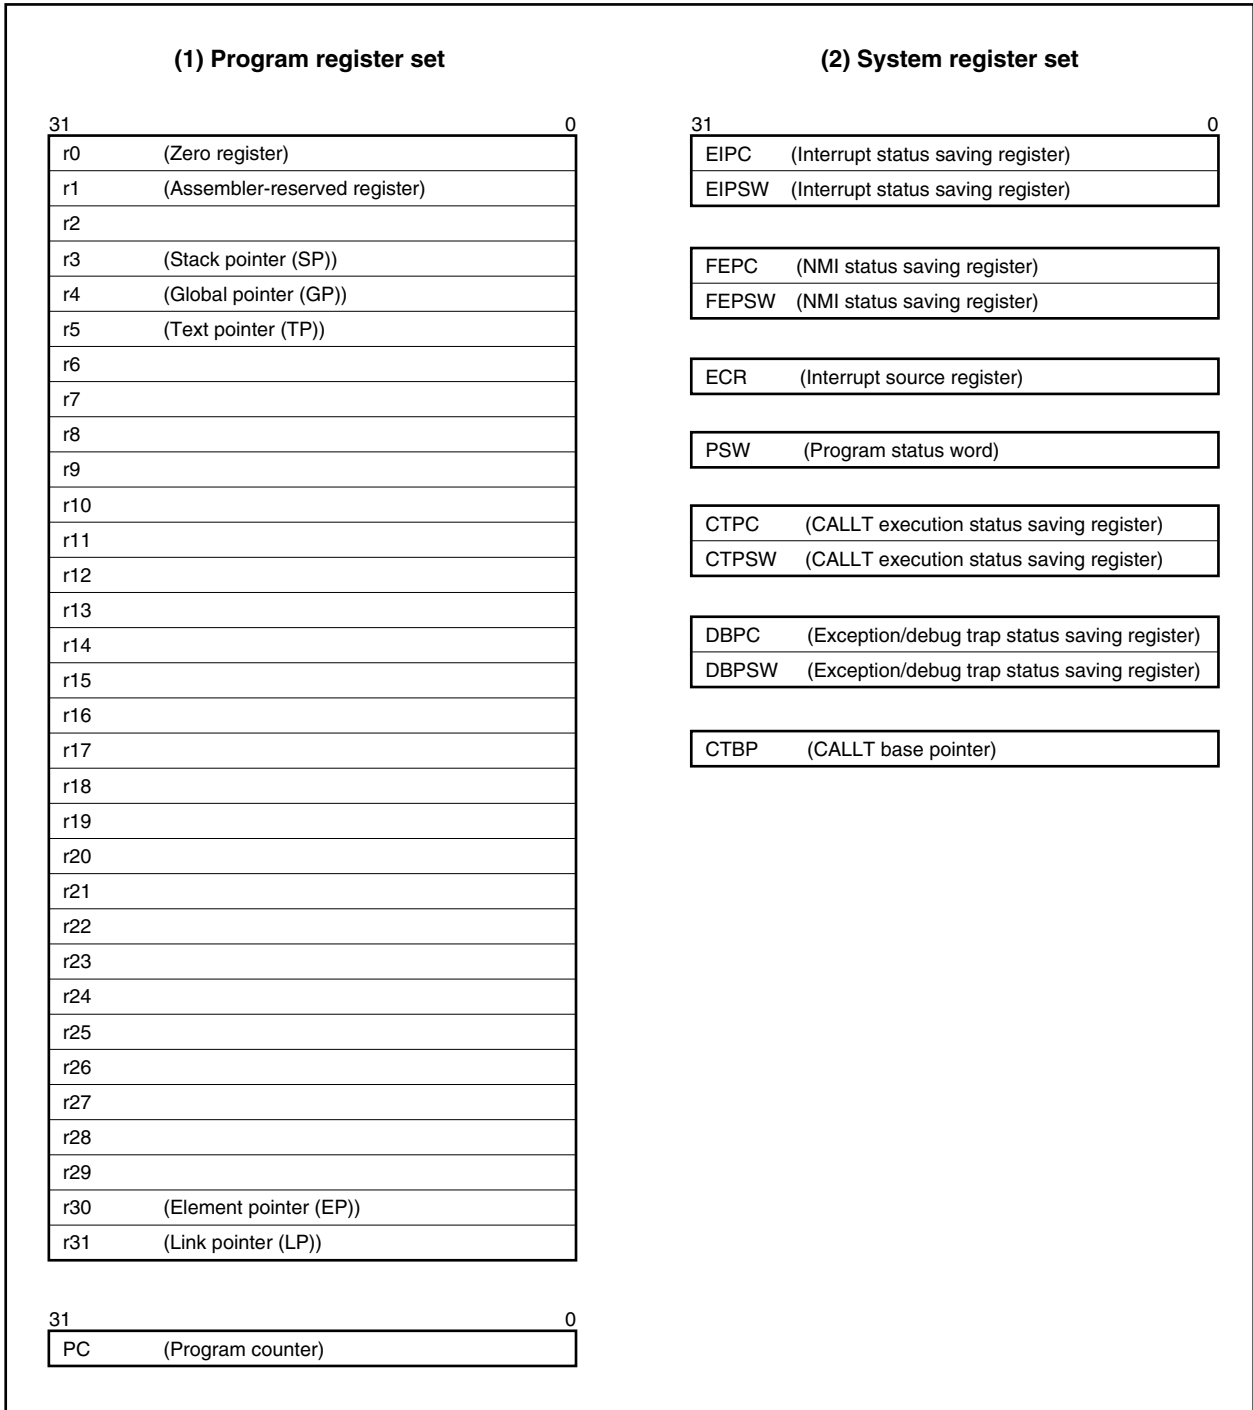 (1) Program register set
31 0
r0 (Zero register)
r1 (Assembler-reserved register)
r2
r3 (Stack pointer (SP))
r4 (Global pointer (GP))
r5 (Text pointer (TP))
r6
r7
r8
r9
r10
r11
r12
r13
r14
r15
r16
r17
r18
r19
r20
r21
r22
r23
r24
r25
r26
r27
r28
r29
r30 (Element pointer (EP))
r31 (Link pointer (LP))
31 0
PC (Program counter)
(2) System register set
31 0
EIPC (Interrupt status saving register)
EIPSW (Interrupt status saving register)
FEPC (NMI status saving register)
FEPSW (NMI status saving register)
ECR (Interrupt source register)
PSW (Program status word)
CTPC (CALLT execution status saving register)
CTPSW (CALLT execution status saving register)
DBPC (Exception/debug trap status saving register)
DBPSW (Exception/debug trap status saving register)
CTBP (CALLT base pointer)